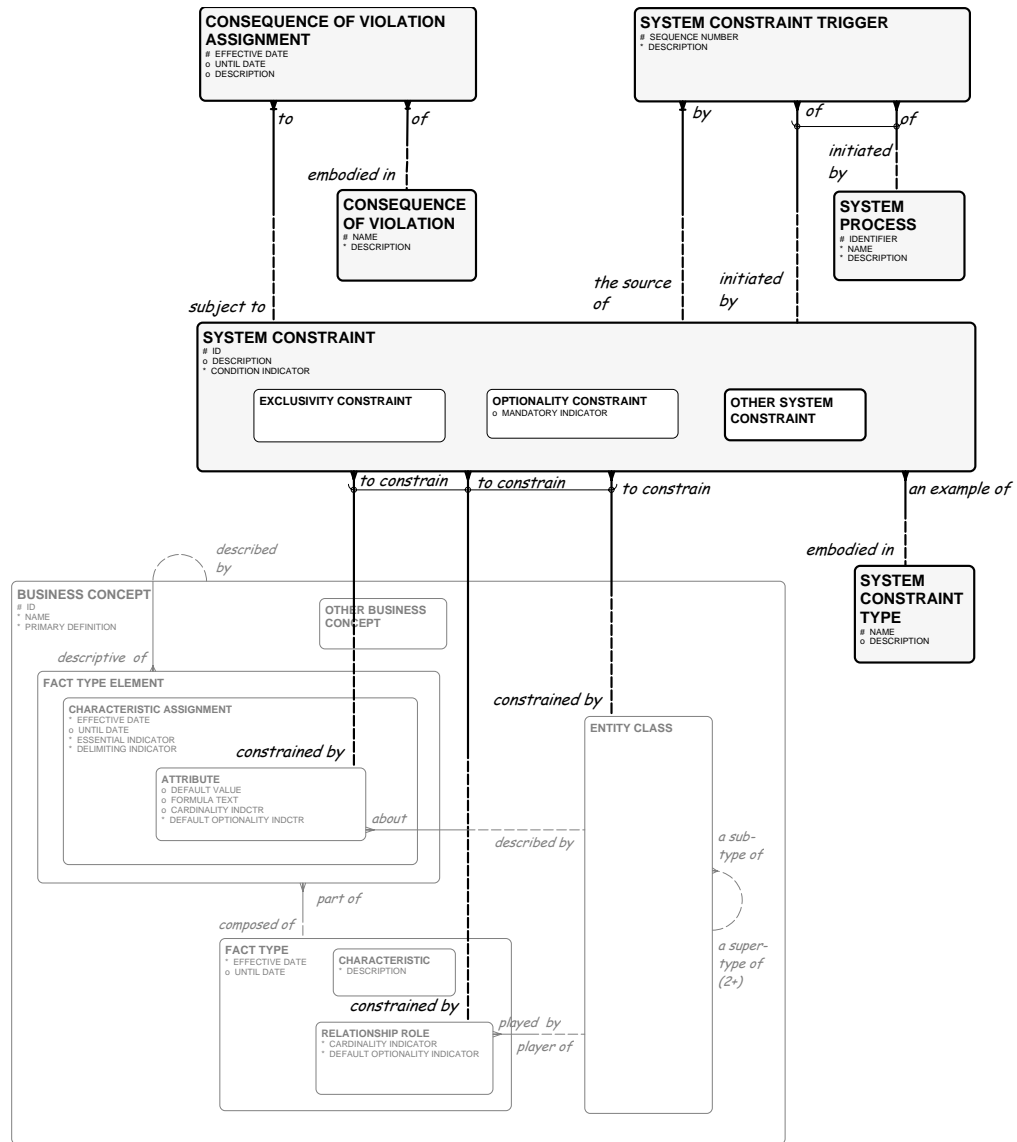 CONSEQUENCE OF VIOLATION
ASSIGNMENT
# EFFECTIVE DATE
o UNTIL DATE
o DESCRIPTION
SYSTEM CONSTRAINT TRIGGER
# SEQUENCE NUMBER
* DESCRIPTION
to
of
by
of
of
embodied in
initiated
by
CONSEQUENCE
OF VIOLATION
# NAME
* DESCRIPTION
SYSTEM
PROCESS
# IDENTIFIER
* NAME
* DESCRIPTION
subject to
the source
of
initiated
by
SYSTEM CONSTRAINT
# ID
o DESCRIPTION
* CONDITION INDICATOR
EXCLUSIVITY CONSTRAINT
OPTIONALITY CONSTRAINT
o MANDATORY INDICATOR
OTHER SYSTEM
CONSTRAINT
to constrain
to constrain
to constrain
an example of
embodied in
SYSTEM
CONSTRAINT
TYPE
# NAME
o DESCRIPTION
described
by
BUSINESS CONCEPT
# ID
* NAME
* PRIMARY DEFINITION
OTHER BUSINESS
CONCEPT
descriptive of
FACT TYPE ELEMENT
CHARACTERISTIC ASSIGNMENT
* EFFECTIVE DATE
o UNTIL DATE
* ESSENTIAL INDICATOR
* DELIMITING INDICATOR
constrained by
constrained by
ENTITY CLASS
ATTRIBUTE
o DEFAULT VALUE
o FORMULA TEXT
o CARDINALITY INDCTR
* DEFAULT OPTIONALITY INDCTR
about
described by
a sub-
type of
a super-
type of
(2+)
part of
composed of
FACT TYPE
* EFFECTIVE DATE
o UNTIL DATE
CHARACTERISTIC
* DESCRIPTION
constrained by
RELATIONSHIP ROLE
* CARDINALITY INDICATOR
* DEFAULT OPTIONALITY INDICATOR
played by
player of